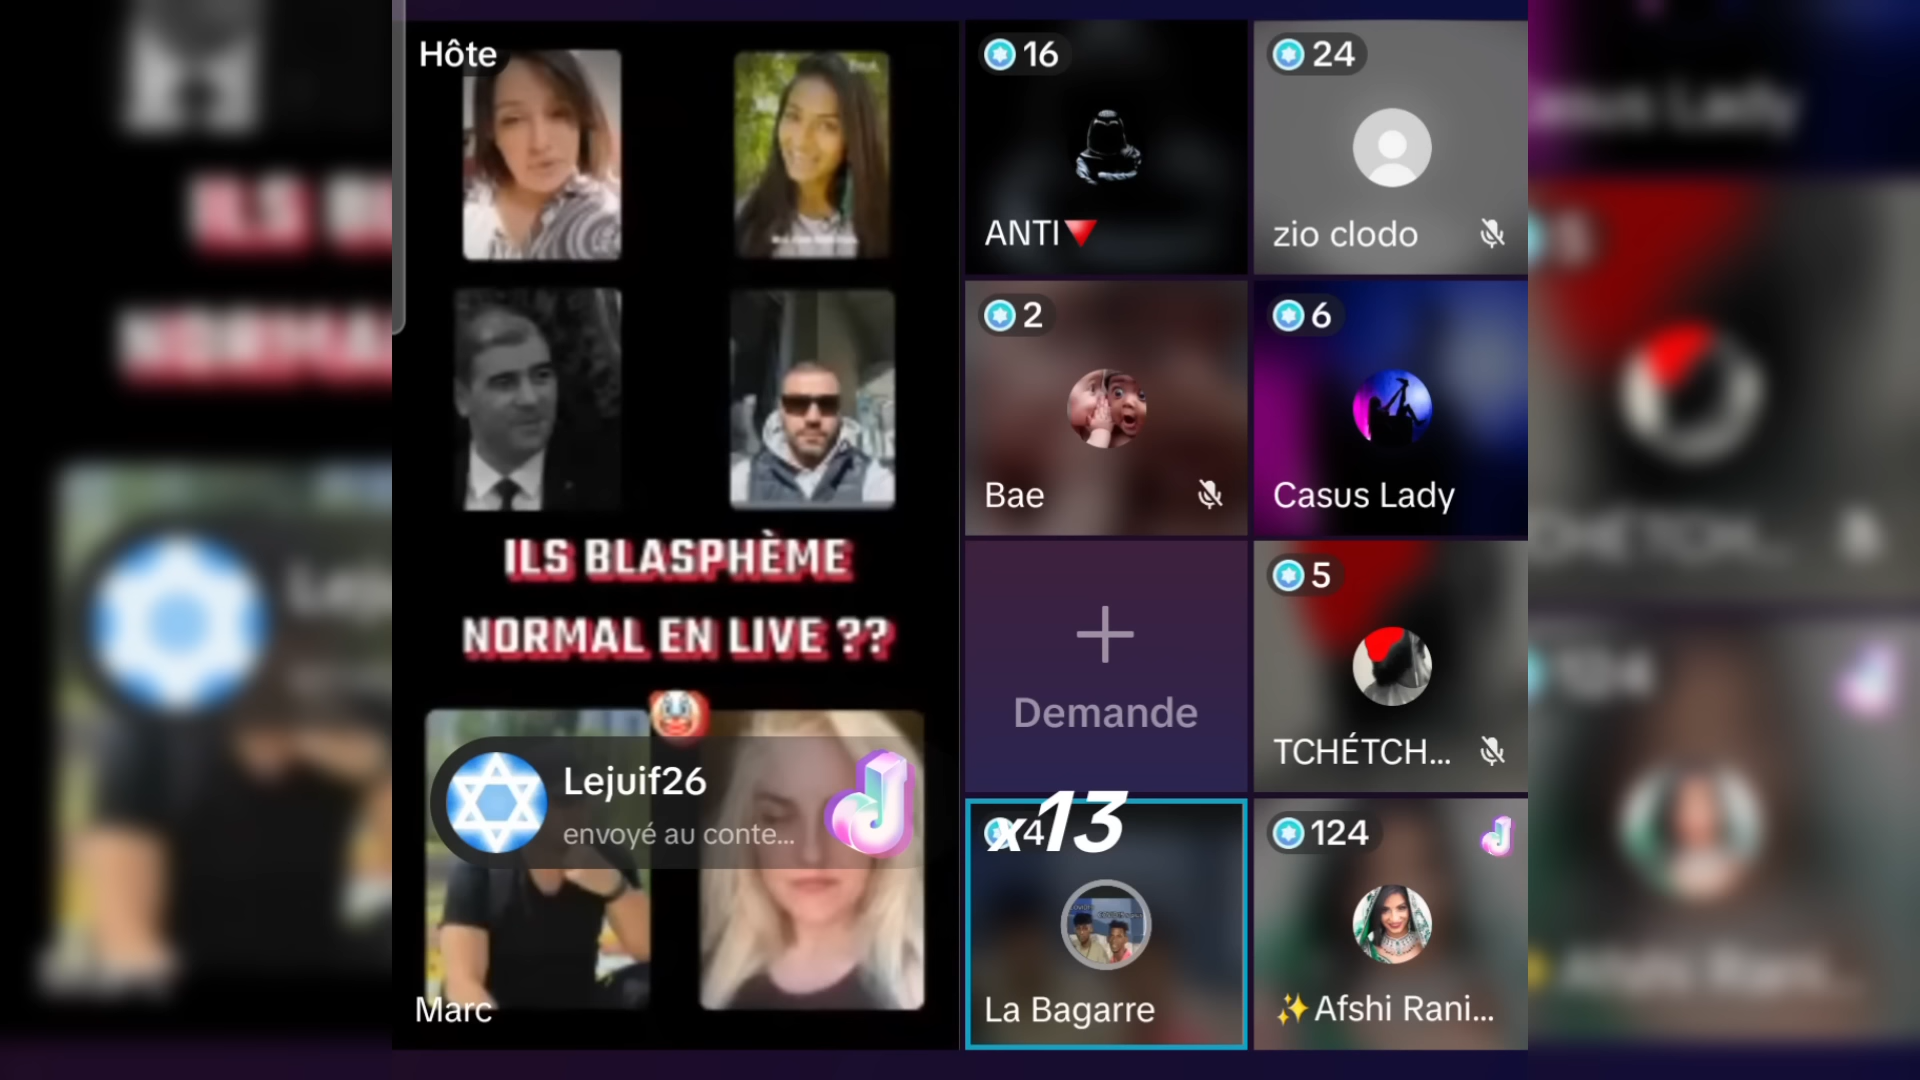 Hôte
ILS BLASPHÈME
NORMAL EN LIVE ??
Lejuif26
envoyé au conte...
Marc
16
ANTI
24
zio clodo
2
Bae
6
Casus Lady
Demande
5
TCHÉTCH...
x13
4
La Bagarre
124
Afshi Rani...